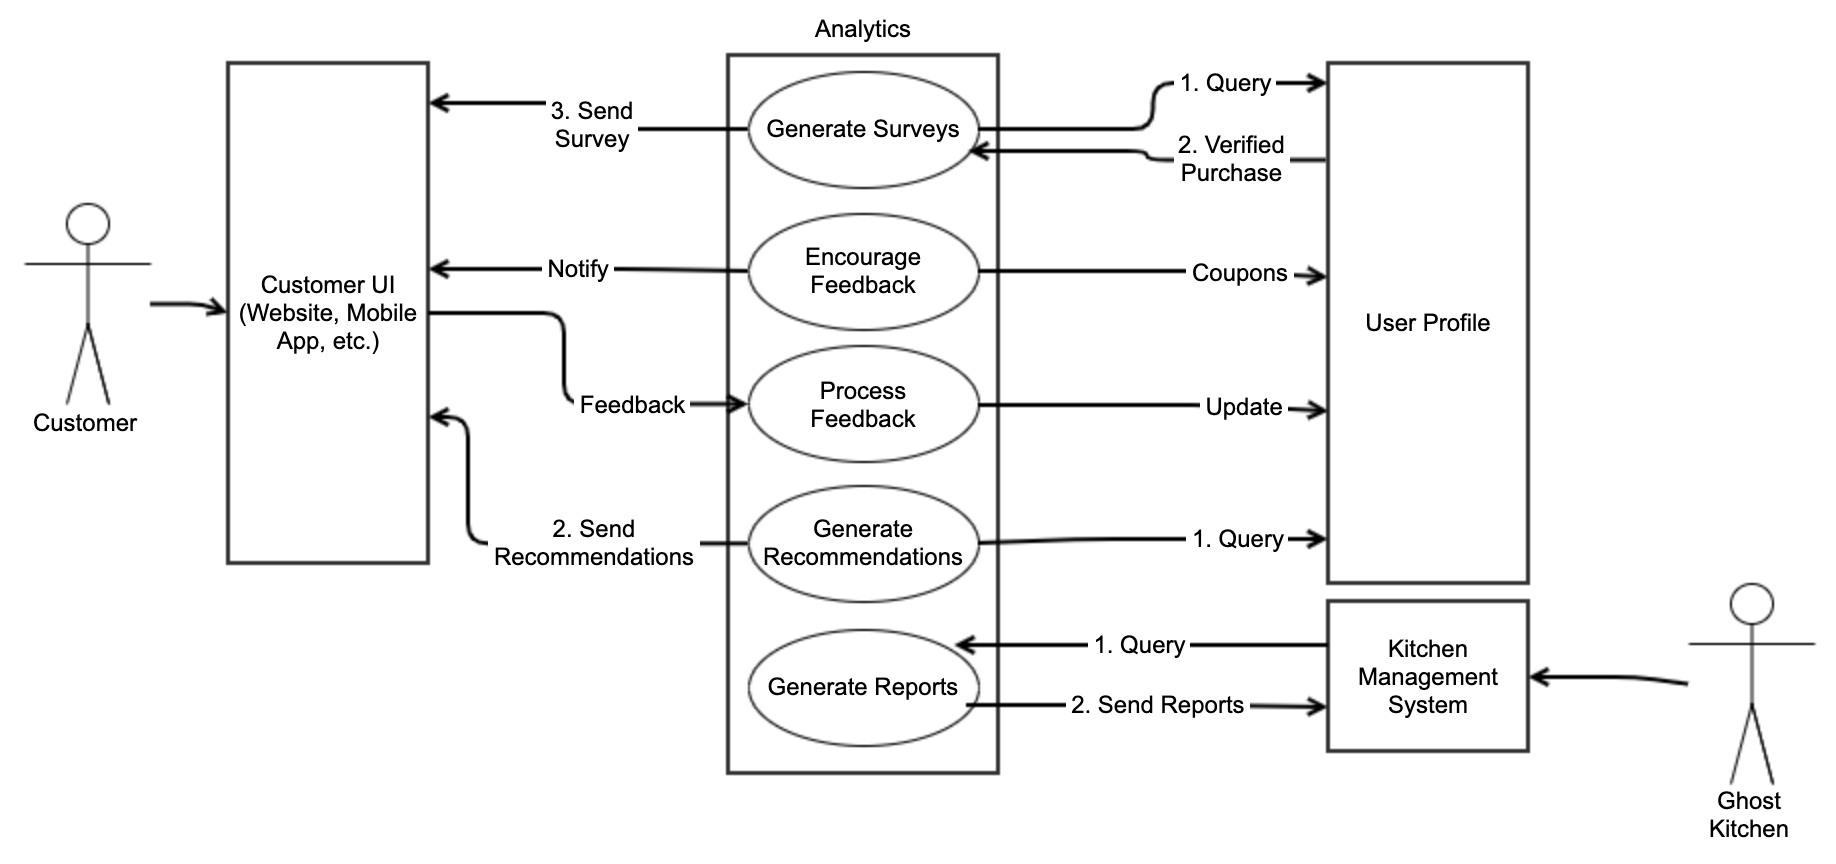 Analytics
3. Send
Survey
Generate Surveys
1. Query
2. Verified
Purchase
Customer
Customer UI
(Website, Mobile
App, etc.)
Notify
Encourage
Feedback
Coupons
User Profile
Feedback
Process
Feedback
Update
2. Send
Recommendations
Generate
Recommendations
1. Query
Generate Reports
1. Query
2. Send Reports
Kitchen
Management
System
Ghost
Kitchen